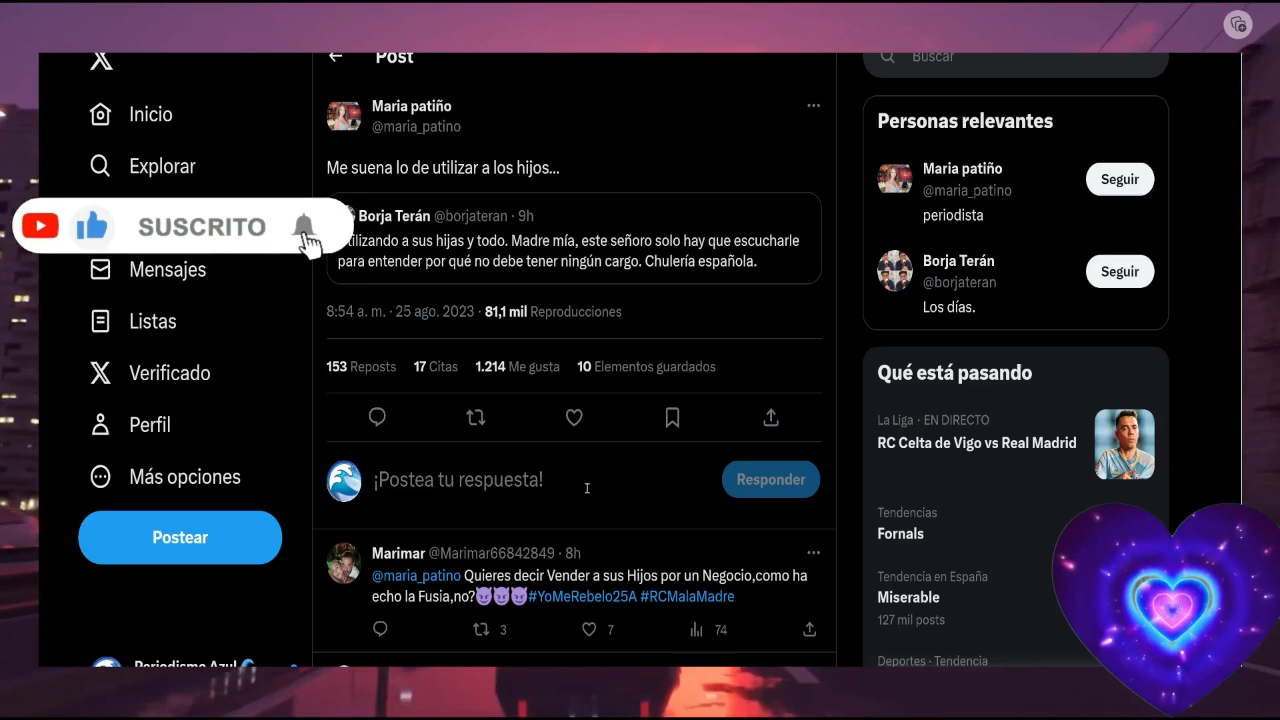 Post
Buscar
Inicio
Explorar
SUSCRITO
Mensajes
Listas
Verificado
Perfil
Más opciones
Postear
Periodismo Azul
Maria patiño
@maria_patino
Me suena lo de utilizar a los hijos...
Borja Terán @borjateran · 9h
tilizando a sus hijas y todo. Madre mía, este señoro solo hay que escucharle
para entender por qué no debe tener ningún cargo. Chulería española.
8:54 a. m. · 25 ago. 2023 · 81,1 mil Reproducciones
153 Reposts 17 Citas 1.214 Me gusta 10 Elementos guardados
¡Postea tu respuesta!
Responder
Marimar @Marimar66842849 · 8h
@maria_patino Quieres decir Vender a sus Hijos por un Negocio,como ha
echo la Fusia,no?😈😈😈#YoMeRebelo25A #RCMalaMadre
3 7 74
Personas relevantes
Maria patiño
@maria_patino
Seguir
periodista
Borja Terán
@borjateran
Seguir
Los días.
Qué está pasando
La Liga · EN DIRECTO
RC Celta de Vigo vs Real Madrid
Tendencias
Fornals
Tendencia en España
Miserable
127 mil posts
Deportes · Tendencia